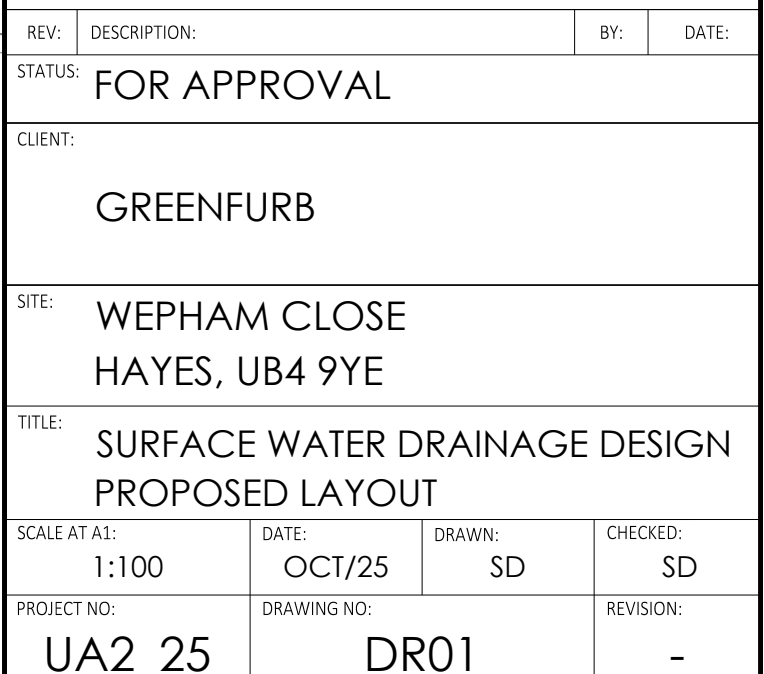 REV: DESCRIPTION: BY: DATE:
STATUS: FOR APPROVAL
CLIENT:
GREENFURB
SITE: WEPHAM CLOSE
HAYES, UB4 9YE
TITLE: SURFACE WATER DRAINAGE DESIGN
PROPOSED LAYOUT
SCALE AT A1: DATE: DRAWN: CHECKED:
1:100 OCT/25 SD SD
PROJECT NO: DRAWING NO: REVISION:
UA2 25 DR01 -